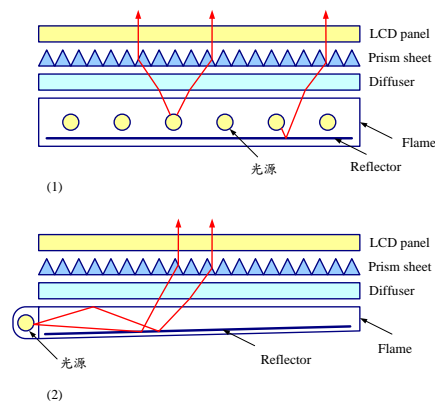 LCD panel
Prism sheet
Diffuser
Flame
光源
Reflector
(1)
LCD panel
Prism sheet
Diffuser
Flame
光源
Reflector
(2)